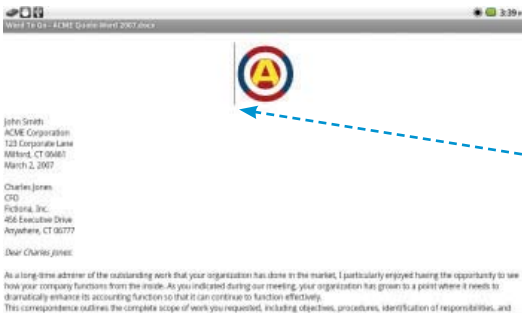 3:39
Word To Go - ACME Quote Word 2007.docx
A
John Smith
ACME Corporation
123 Corporate Lane
Milford, CT 06461
March 2, 2007
Charles Jones
CFO
Fictiona, Inc.
456 Executive Drive
Anywhere, CT 06777
Dear Charles Jones:
As a long-time admirer of the outstanding work that your organization has done in the market, I particularly enjoyed having the opportunity to see
how your company functions from the inside. As you indicated during our meeting, your organization has grown to a point where it needs to
dramatically enhance its accounting function so that it can continue to function effectively.
This correspondence outlines the complete scope of work you requested, including objectives, procedures, identification of responsibilities, and